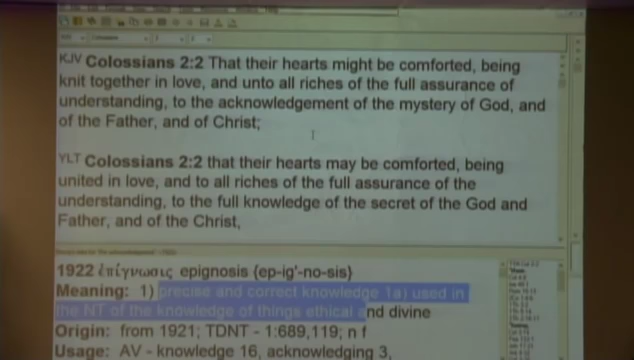 KJV Colossians 2:2 That their hearts might be comforted, being
knit together in love, and unto all riches of the full assurance of
understanding, to the acknowledgement of the mystery of God, and
of the Father, and of Christ;
YLT Colossians 2:2 that their hearts may be comforted, being
united in love, and to all riches of the full assurance of the
understanding, to the full knowledge of the secret of the God and
Father, and of the Christ,
1922 ἐπίγνωσις epignosis {ep-ig'-no-sis}
Meaning: 1) precise and correct knowledge 1a) used in
the NT of the knowledge of things ethical and divine
Origin: from 1921; TDNT - 1:689,119; n f
Usage: AV - knowledge 16, acknowledging 3,